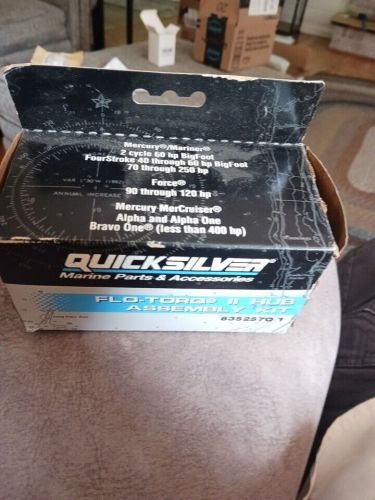 Mercury®/Mariner®
2 cycle 60 hp BigFoot
FourStroke 40 through 60 hp BigFoot
70 through 250 hp
Force®
90 through 120 hp
Mercury MerCruiser®
Alpha and Alpha One
Bravo One® (less than 400 hp)
ANNUAL INCREASE
QUICKSILVER®
Marine Parts & Accessories
FLO-TORQ® II HUB
ASSEMBLY KIT
835257Q 1